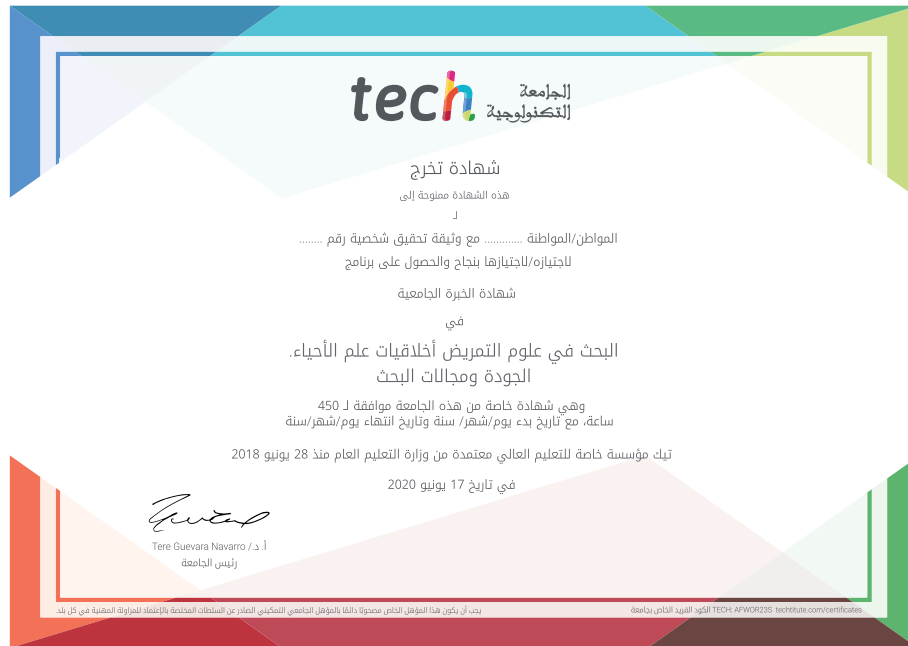 tech الجامعة
التكنولوجية
شهادة تخرج
هذه الشهادة ممنوحة إلى
لـ
المواطن/المواطنة ............ مع وثيقة تحقيق شخصية رقم ........
لاجتيازه/لاجتيازها بنجاح والحصول على برنامج
شهادة الخبرة الجامعية
في
البحث في علوم التمريض أخلاقيات علم الأحياء.
الجودة ومجالات البحث
وهي شهادة خاصة من هذه الجامعة موافقة لـ 450
ساعة، مع تاريخ بدء يوم/شهر/ سنة وتاريخ انتهاء يوم/شهر/سنة
تيك مؤسسة خاصة للتعليم العالي معتمدة من وزارة التعليم العام منذ 28 يونيو 2018
في تاريخ 17 يونيو 2020
أ. د./ Tere Guevara Navarro
رئيس الجامعة
يجب أن يكون هذا المؤهل الخاص مصحوبًا دائمًا بالمؤهل الجامعي التمكيني الصادر عن السلطات المختصة بالإعتماد للمزاولة المهنية في كل بلد.
الكود الفريد الخاص بجامعة TECH: AFWOR23S techtitute.com/certificates